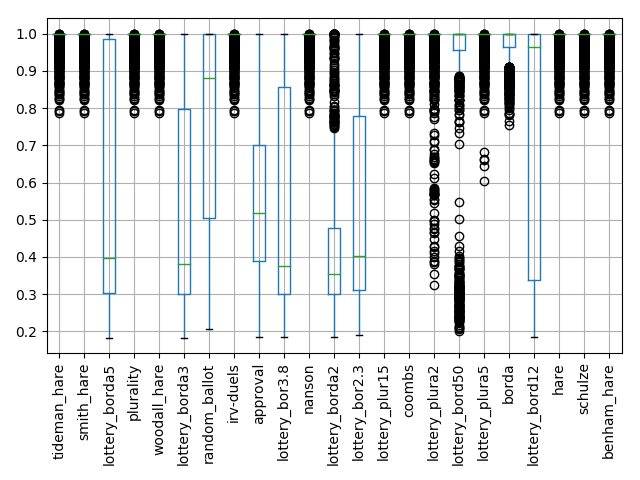 1.0
0.9
0.8
0.7
0.6
0.5
0.4
0.3
0.2
tideman_hare
smith_hare
lottery_borda5
plurality
woodall_hare
lottery_borda3
random_ballot
irv-duels
approval
lottery_bor3.8
nanson
lottery_borda2
lottery_bor2.3
lottery_plur15
coombs
lottery_plura2
lottery_bord50
lottery_plura5
borda
lottery_bord12
hare
schulze
benham_hare